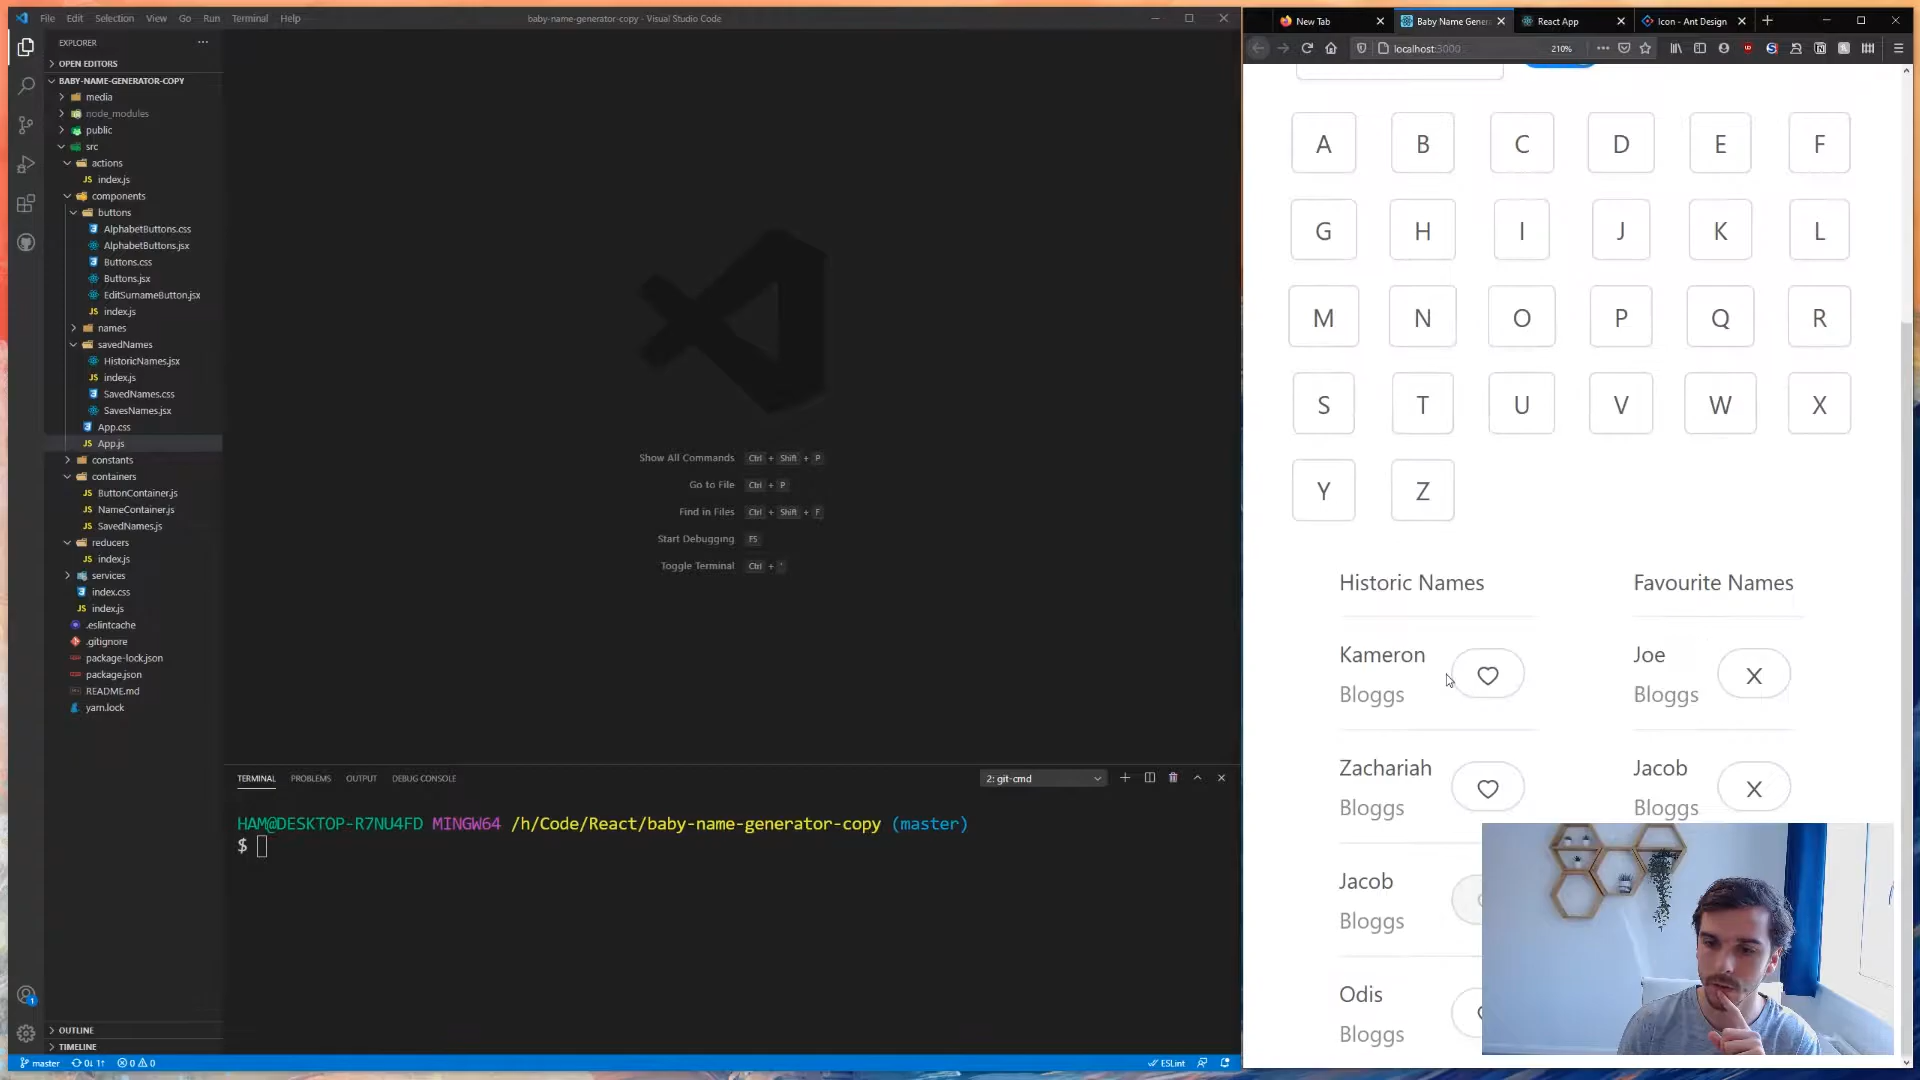 File Edit Selection View Go Run Terminal Help
baby-name-generator-copy - Visual Studio Code
EXPLORER
OPEN EDITORS
BABY-NAME-GENERATOR-COPY
media
node_modules
public
src
actions
index.js
components
buttons
AlphabetButtons.css
AlphabetButtons.jsx
Buttons.css
Buttons.jsx
EditSurnameButton.jsx
index.js
names
savedNames
HistoricNames.jsx
index.js
SavedNames.css
SavesNames.jsx
App.css
App.js
constants
containers
ButtonContainer.js
NameContainer.js
SavedNames.js
reducers
index.js
services
index.css
index.js
.eslintcache
.gitignore
package-lock.json
package.json
README.md
yarn.lock
OUTLINE
TIMELINE
master 0↓ 1↑ 0 0
Show All Commands Ctrl + Shift + P
Go to File Ctrl + P
Find in Files Ctrl + Shift + F
Start Debugging F5
Toggle Terminal Ctrl + '
TERMINAL PROBLEMS OUTPUT DEBUG CONSOLE
2: git-cmd
HAM@DESKTOP-R7NU4FD MINGW64 /h/Code/React/baby-name-generator-copy (master)
$
ESLint
New Tab
Baby Name Gener
React App
Icon - Ant Design
localhost:3000
210%
A B C D E F
G H I J K L
M N O P Q R
S T U V W X
Y Z
Historic Names
Kameron
Bloggs
Zachariah
Bloggs
Jacob
Bloggs
Odis
Bloggs
Favourite Names
Joe
Bloggs
X
Jacob
Bloggs
X